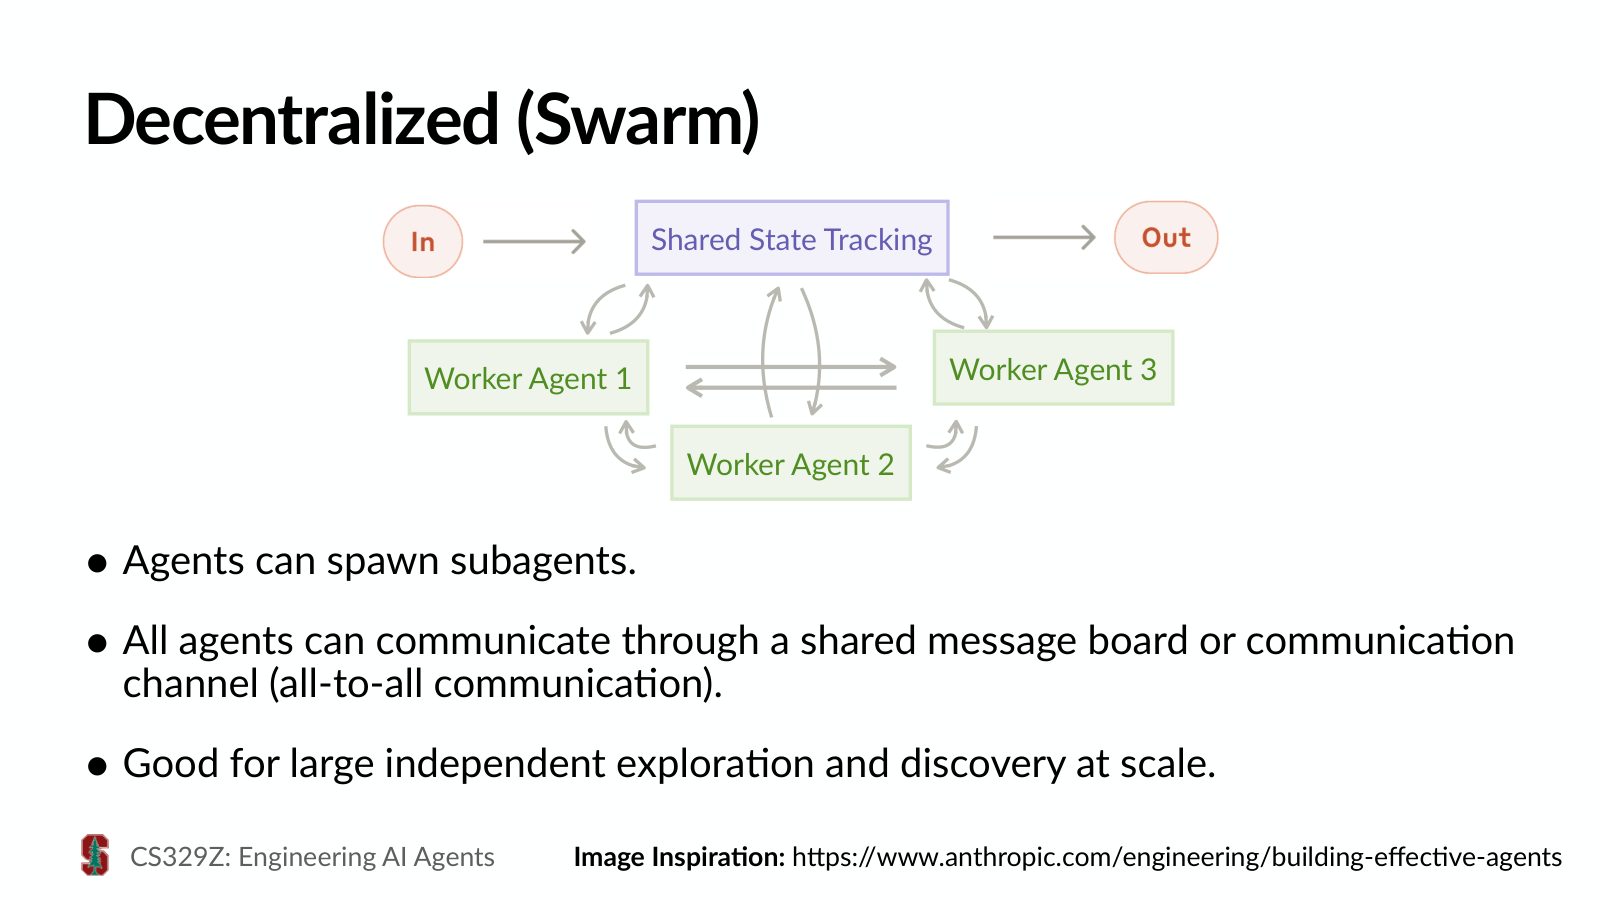 Decentralized (Swarm)
In
Shared State Tracking
Out
Worker Agent 1
Worker Agent 3
Worker Agent 2
● Agents can spawn subagents.
● All agents can communicate through a shared message board or communication
channel (all-to-all communication).
● Good for large independent exploration and discovery at scale.
CS329Z: Engineering AI Agents
Image Inspiration: https://www.anthropic.com/engineering/building-effective-agents